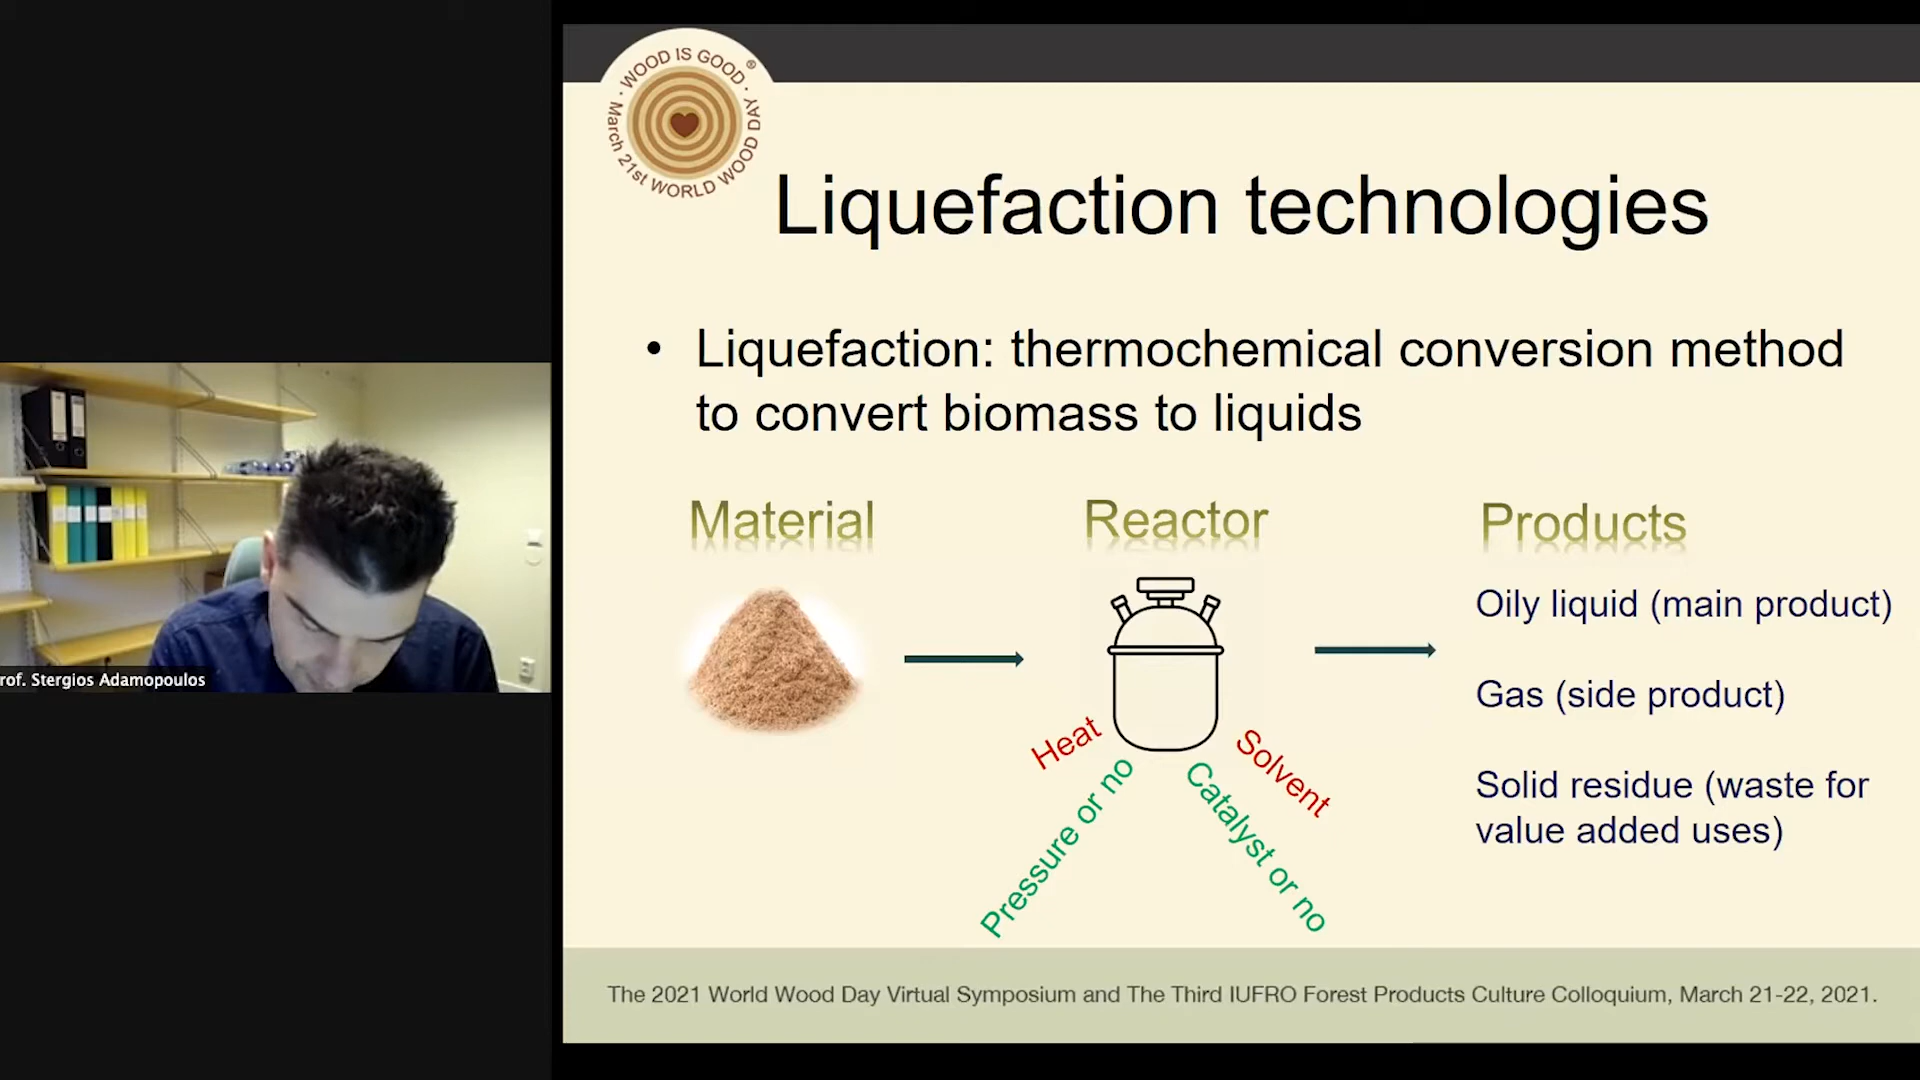 WOOD IS GOOD ®
March 21st WORLD WOOD DAY
Liquefaction technologies
• Liquefaction: thermochemical conversion method
to convert biomass to liquids
Material
Reactor
Products
Heat
Pressure or no
Catalyst or no
Solvent
Oily liquid (main product)
Gas (side product)
Solid residue (waste for
value added uses)
rof. Stergios Adamopoulos
The 2021 World Wood Day Virtual Symposium and The Third IUFRO Forest Products Culture Colloquium, March 21-22, 2021.